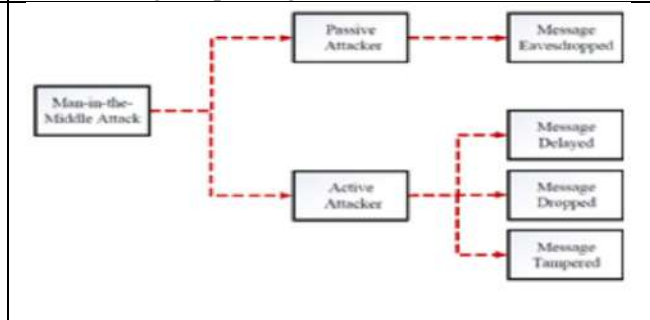 Passive
Attacker
Message
Eavesdropped
Man-in-the-
Middle Attack
Message
Delayed
Active
Attacker
Message
Dropped
Message
Tampered